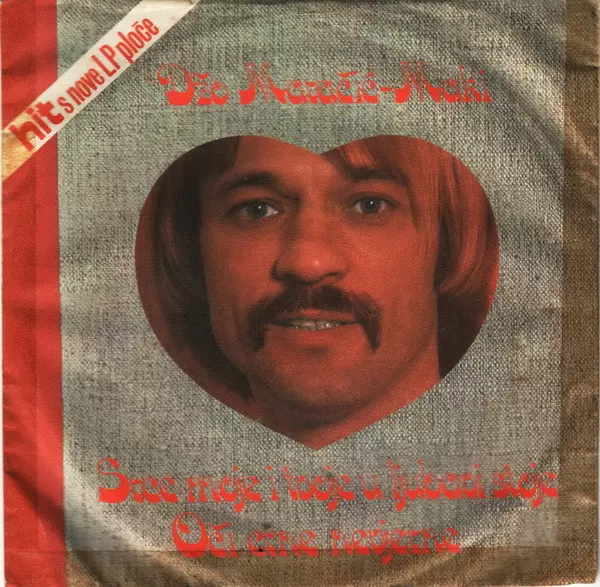 hit s nove LP ploče
Džo Maračić-Maki
Srce moje i tvoje u ljubavi stoje
Oči crne nevjerne